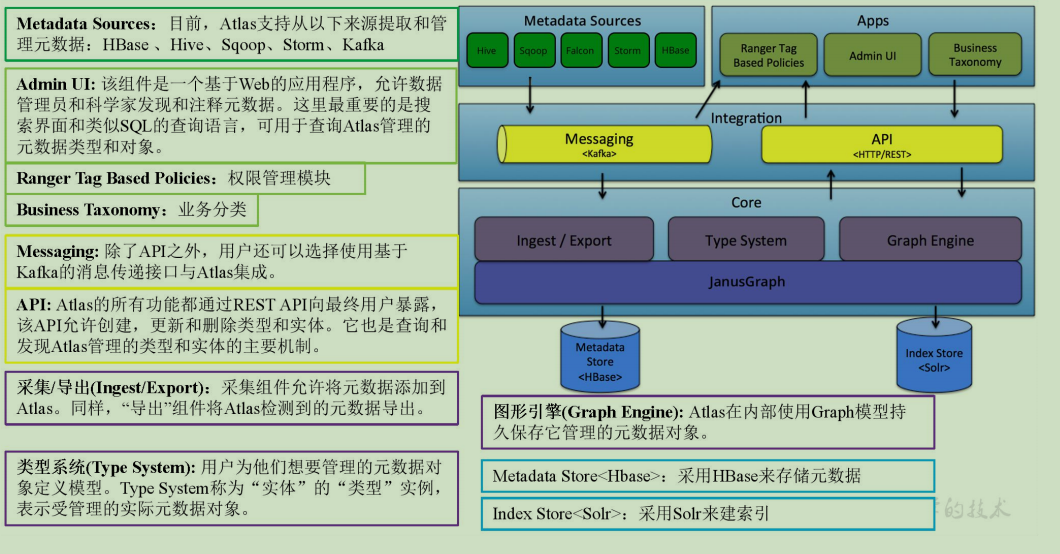 Metadata Sources：目前，Atlas支持从以下来源提取和管
理元数据：HBase 、Hive、Sqoop、Storm、Kafka
Admin UI: 该组件是一个基于Web的应用程序，允许数据
管理员和科学家发现和注释元数据。这里最重要的是搜
索界面和类似SQL的查询语言，可用于查询Atlas管理的
元数据类型和对象。
Ranger Tag Based Policies：权限管理模块
Business Taxonomy：业务分类
Messaging: 除了API之外，用户还可以选择使用基于
Kafka的消息传递接口与Atlas集成。
API: Atlas的所有功能都通过REST API向最终用户暴露，
该API允许创建，更新和删除类型和实体。它也是查询和
发现Atlas管理的类型和实体的主要机制。
采集/导出(Ingest/Export)：采集组件允许将元数据添加到
Atlas。同样，“导出”组件将Atlas检测到的元数据导出。
类型系统(Type System): 用户为他们想要管理的元数据对
象定义模型。Type System称为“实体”的“类型”实例，
表示受管理的实际元数据对象。
Metadata Sources
Hive
Sqoop
Falcon
Storm
HBase
Apps
Ranger Tag
Based Policies
Admin UI
Business
Taxonomy
Integration
Messaging
<Kafka>
API
<HTTP/REST>
Core
Ingest / Export
Type System
Graph Engine
JanusGraph
Metadata
Store
<HBase>
Index Store
<Solr>
图形引擎(Graph Engine): Atlas在内部使用Graph模型持
久保存它管理的元数据对象。
Metadata Store<Hbase>：采用HBase来存储元数据
Index Store<Solr>：采用Solr来建索引
的技术